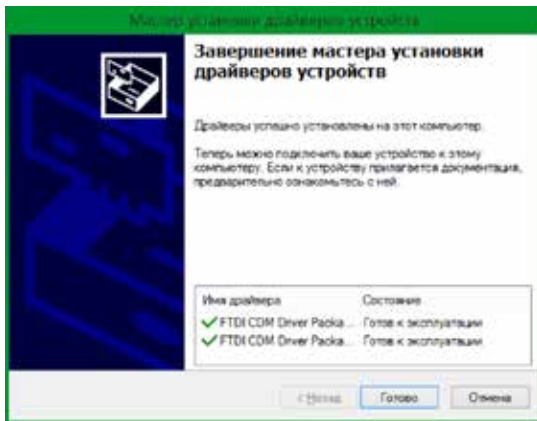 Мастер установки драйверов устройств
Завершение мастера установки
драйверов устройств
Драйверы успешно установлены на этот компьютер.
Теперь можно подключить ваше устройство к этому
компьютеру. Если к устройству прилагается документация,
предварительно ознакомьтесь с ней.
Имя драйвера Состояние
FTDI CDM Driver Packa... Готов к эксплуатации
FTDI CDM Driver Packa... Готов к эксплуатации
< Назад Готово Отмена